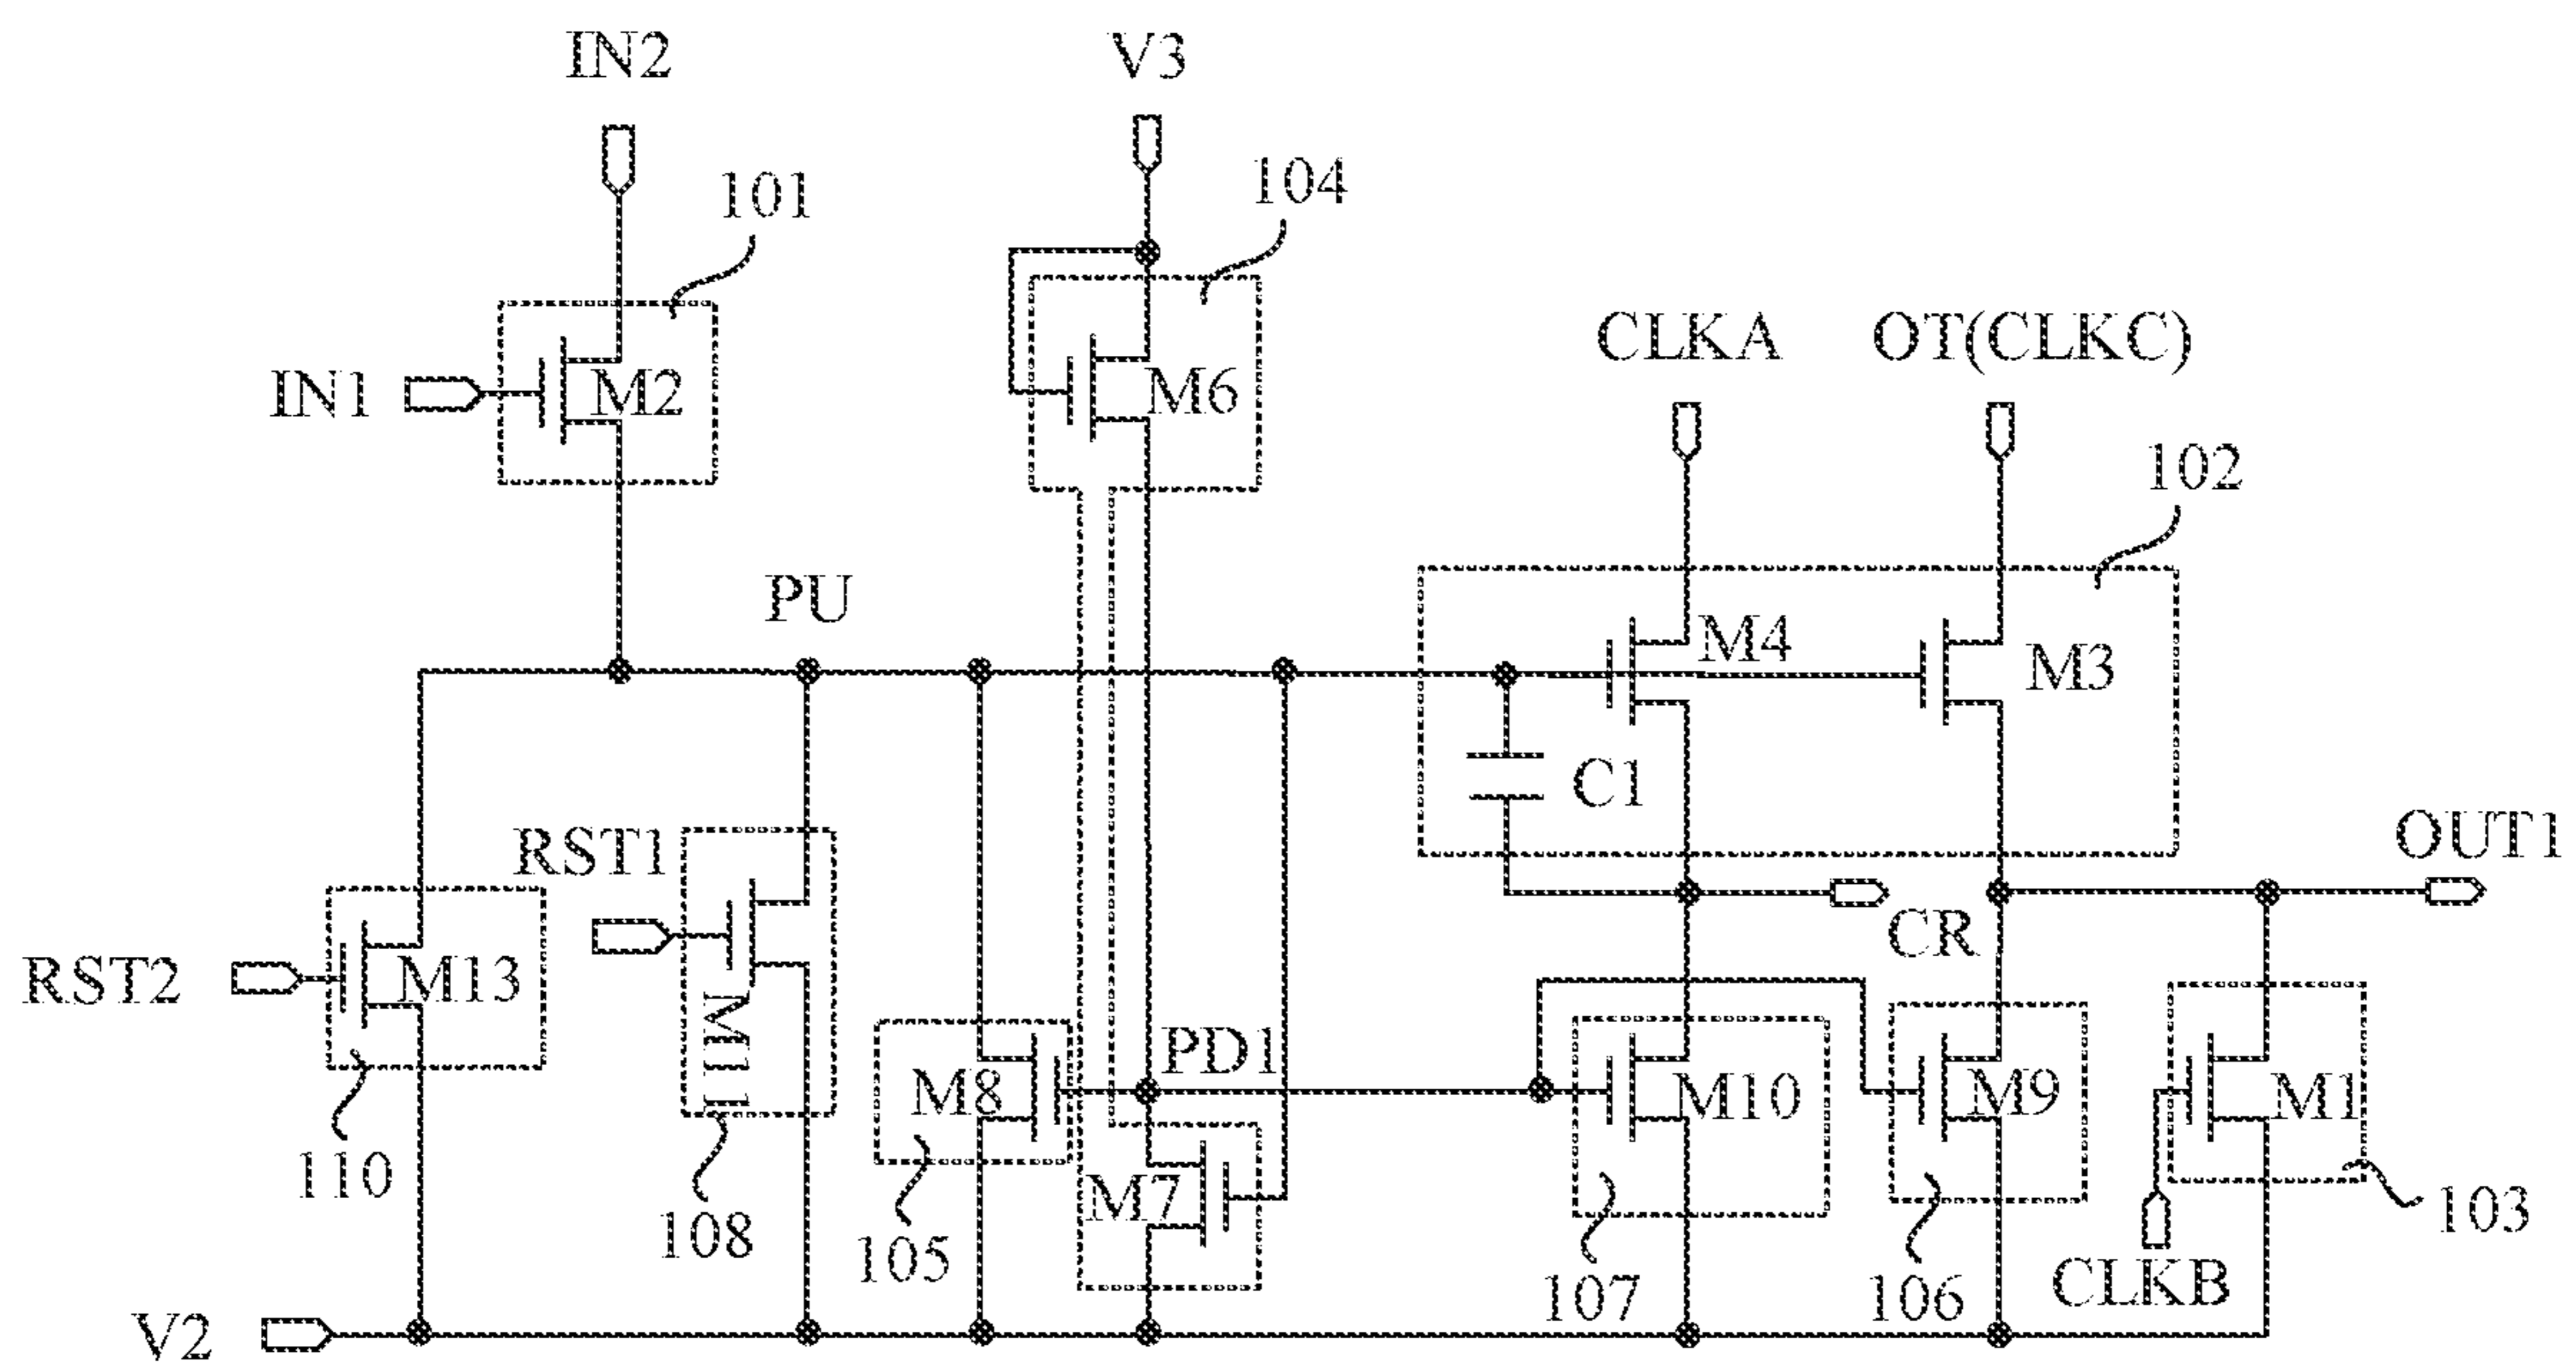 IN2
V3
101
104
IN1
M2
M6
CLKA
OT(CLKC)
102
PU
M4
M3
C1
RST1
OUT1
CR
RST2
M13
M11
M8
PD1
M10
M9
M1
M7
110
108
105
107
106
CLKB
103
V2